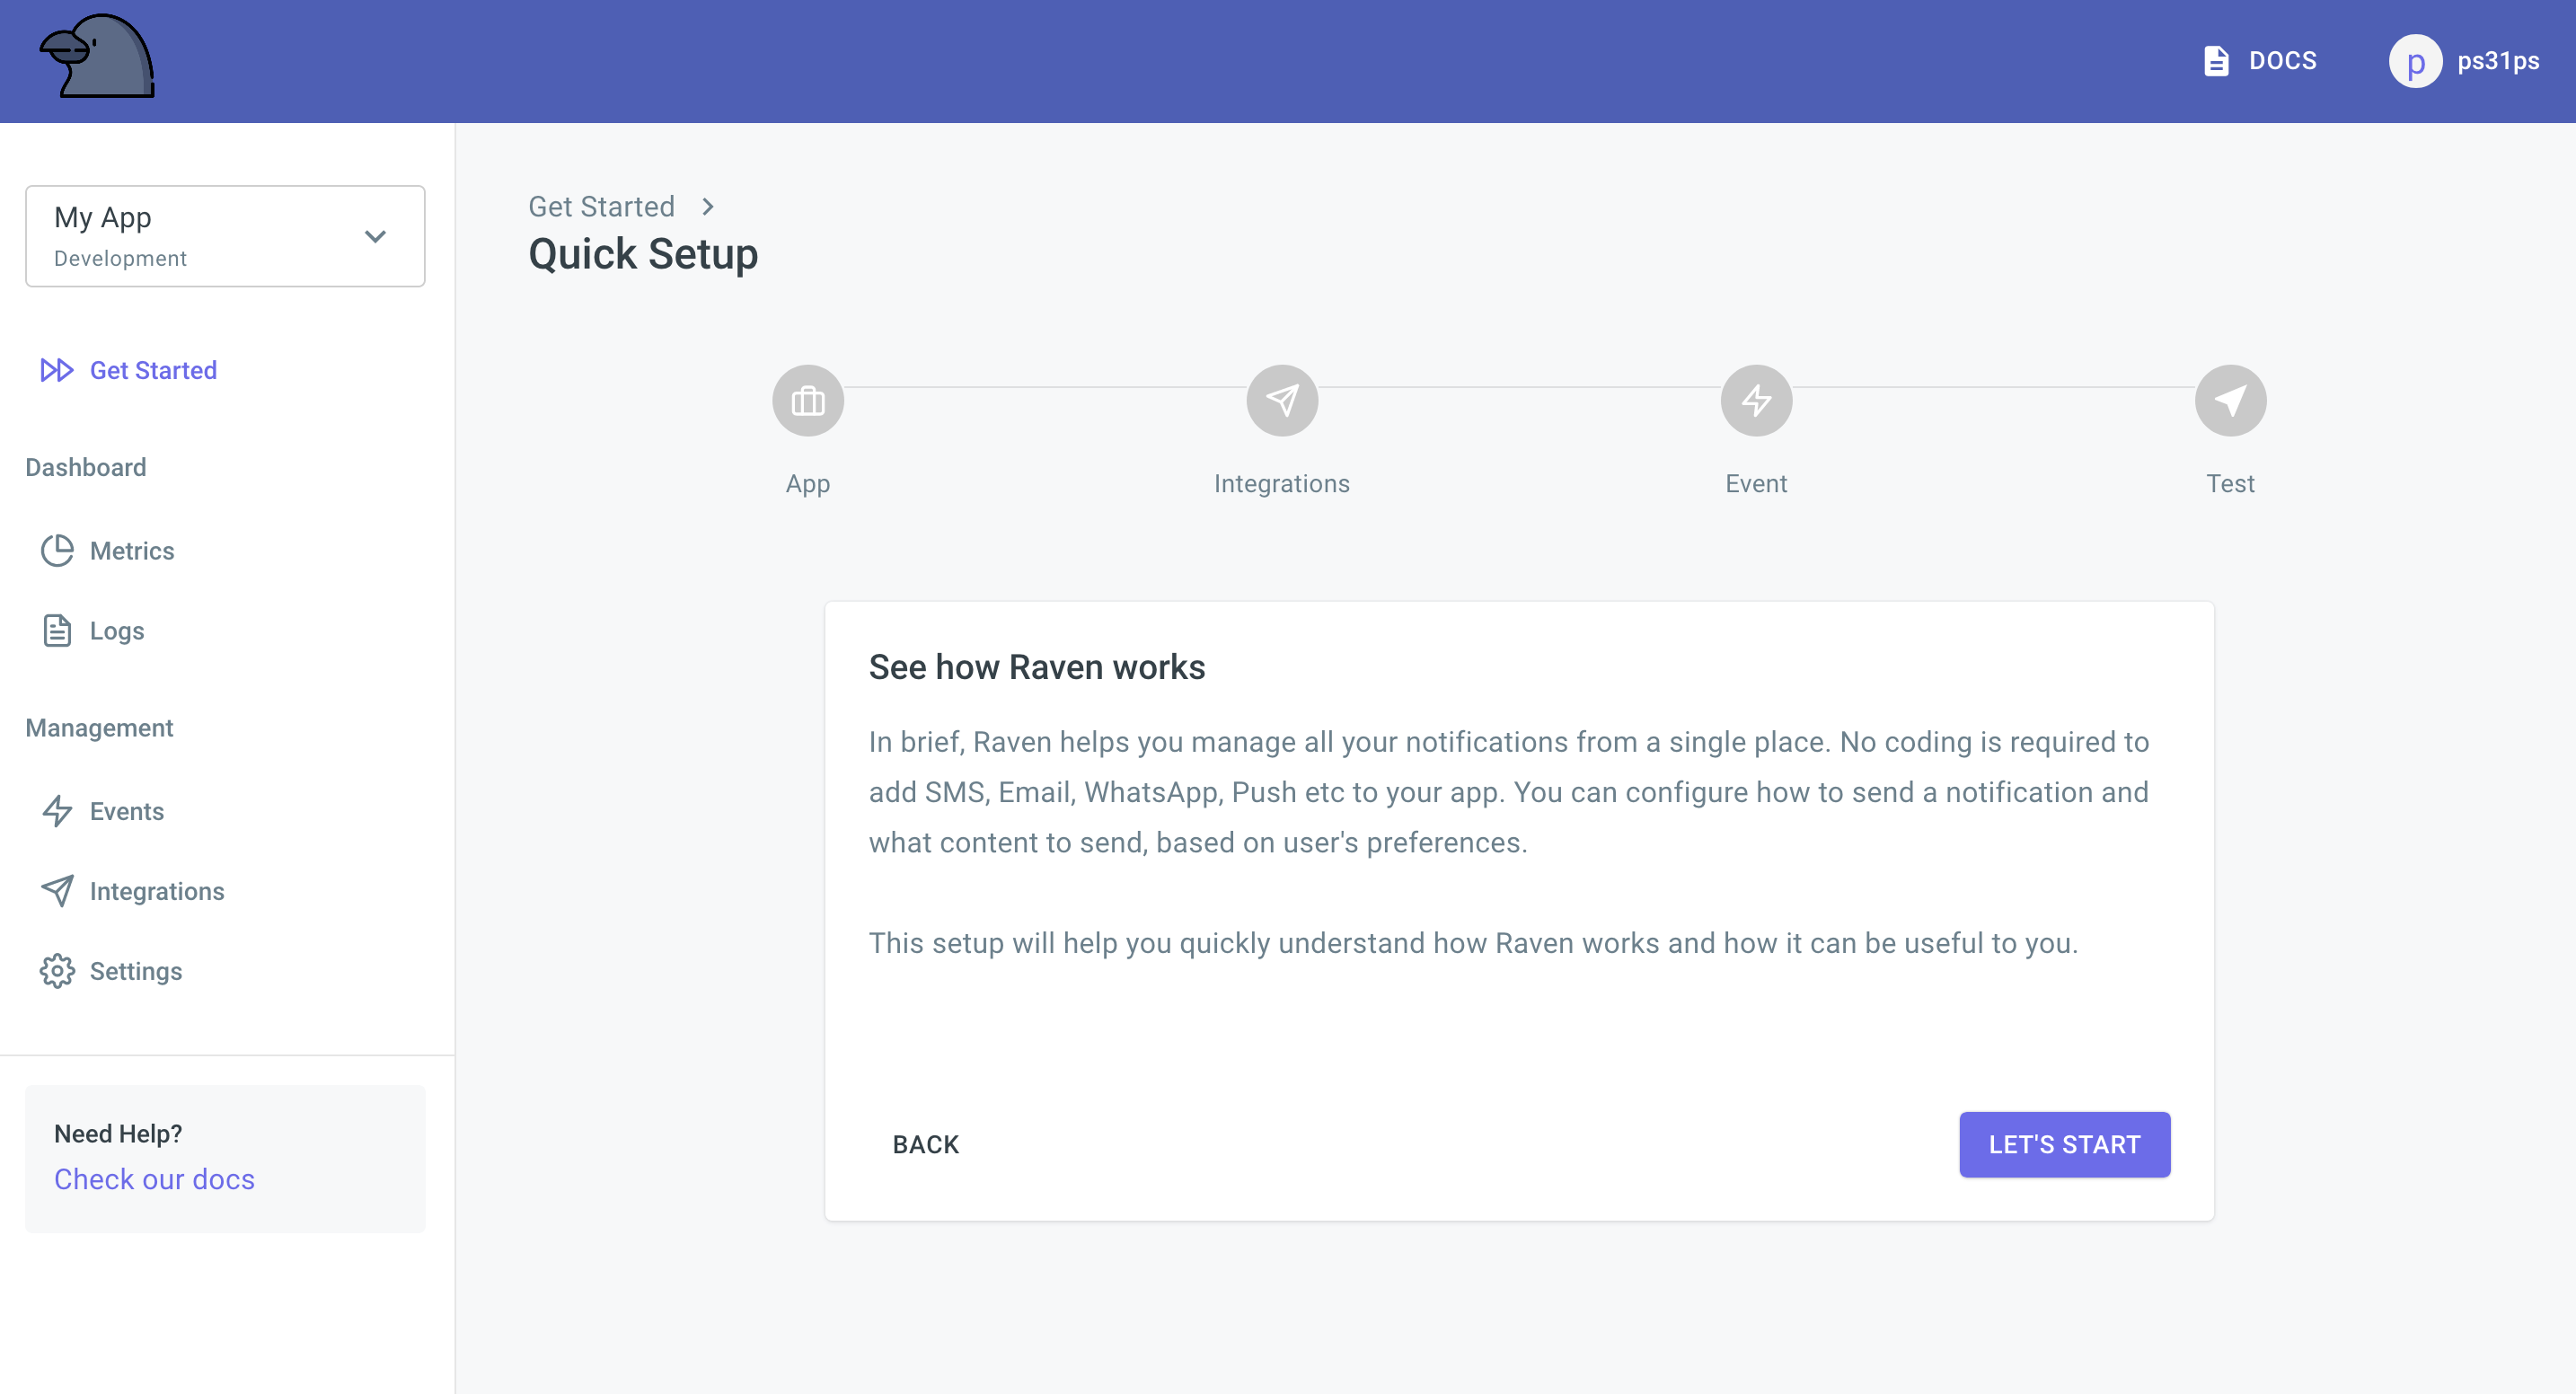 DOCS
p
ps31ps
My App
Development
Get Started
Dashboard
Metrics
Logs
Management
Events
Integrations
Settings
Need Help?
Check our docs
Get Started
Quick Setup
App
Integrations
Event
Test
See how Raven works
In brief, Raven helps you manage all your notifications from a single place. No coding is required to
add SMS, Email, WhatsApp, Push etc to your app. You can configure how to send a notification and
what content to send, based on user's preferences.
This setup will help you quickly understand how Raven works and how it can be useful to you.
BACK
LET'S START